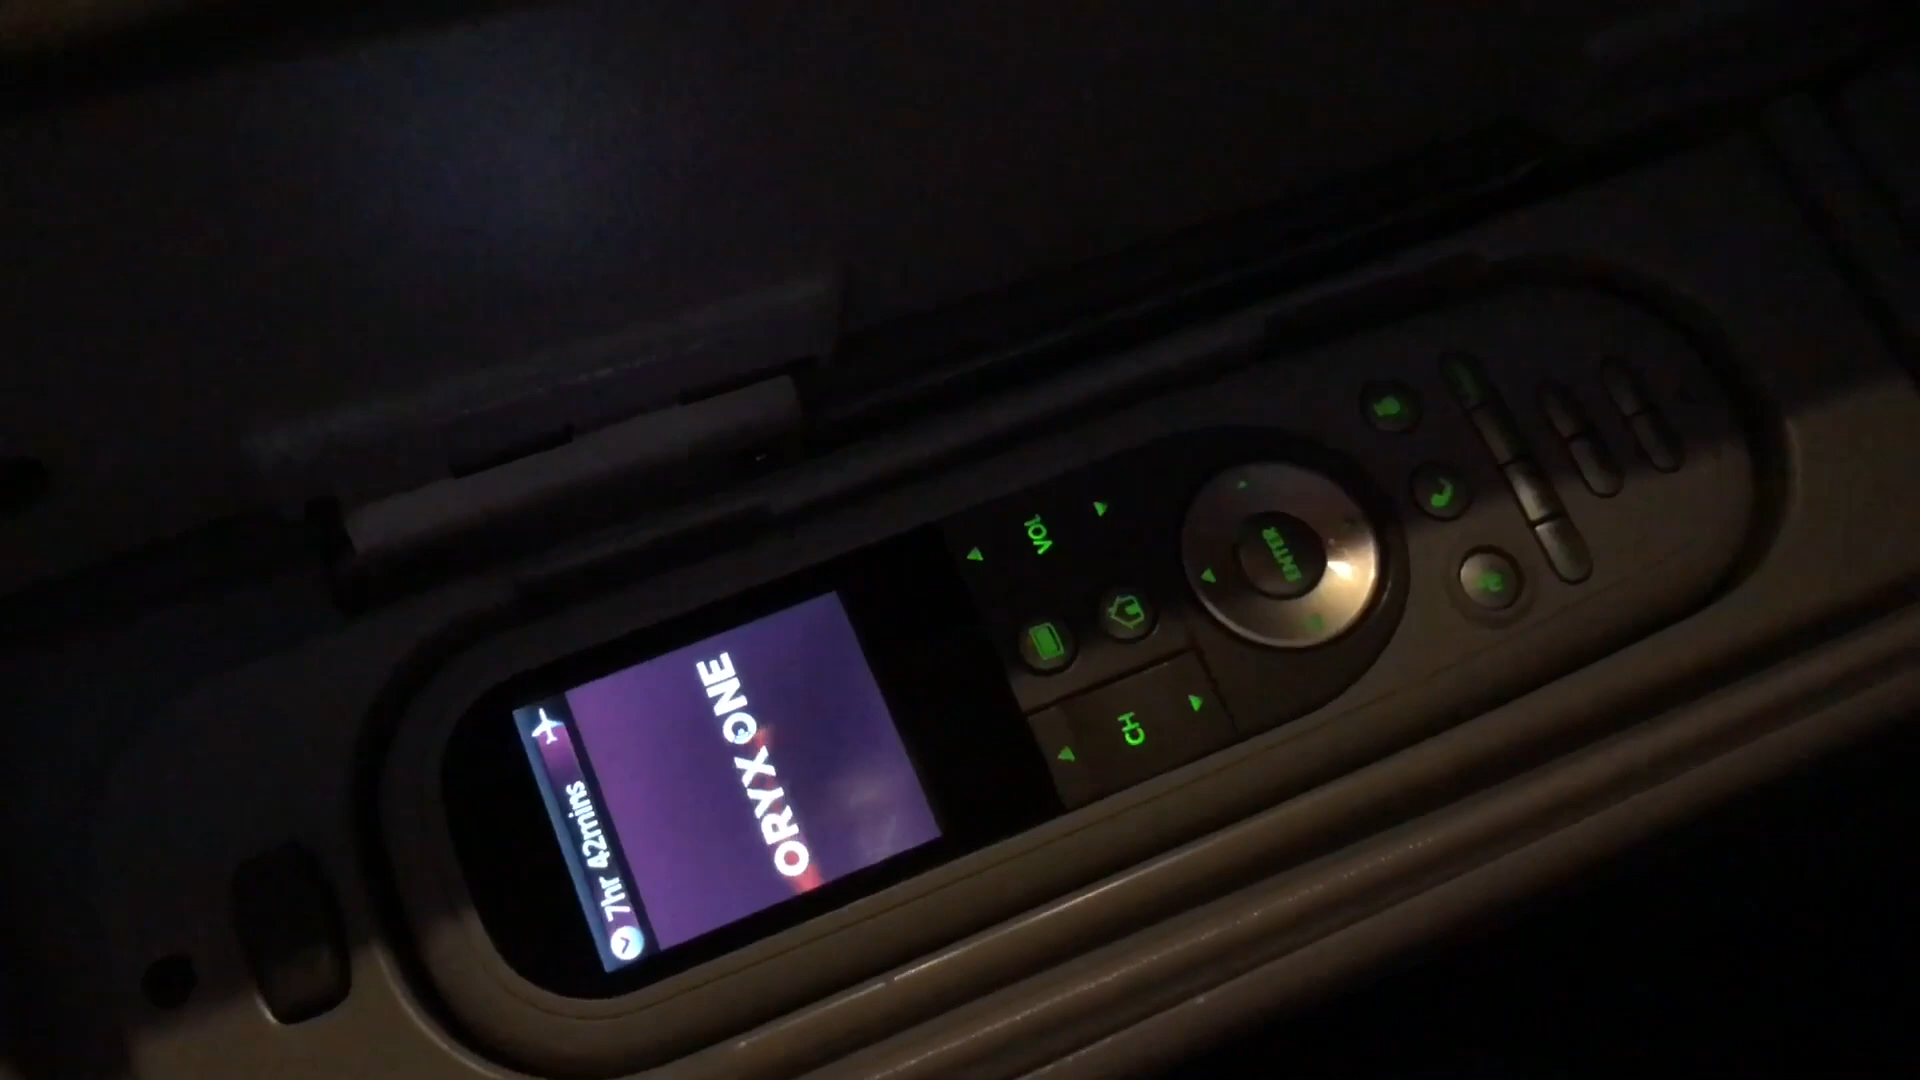 7hr 42mins
ORYX ONE
VOL
CH
ENTER